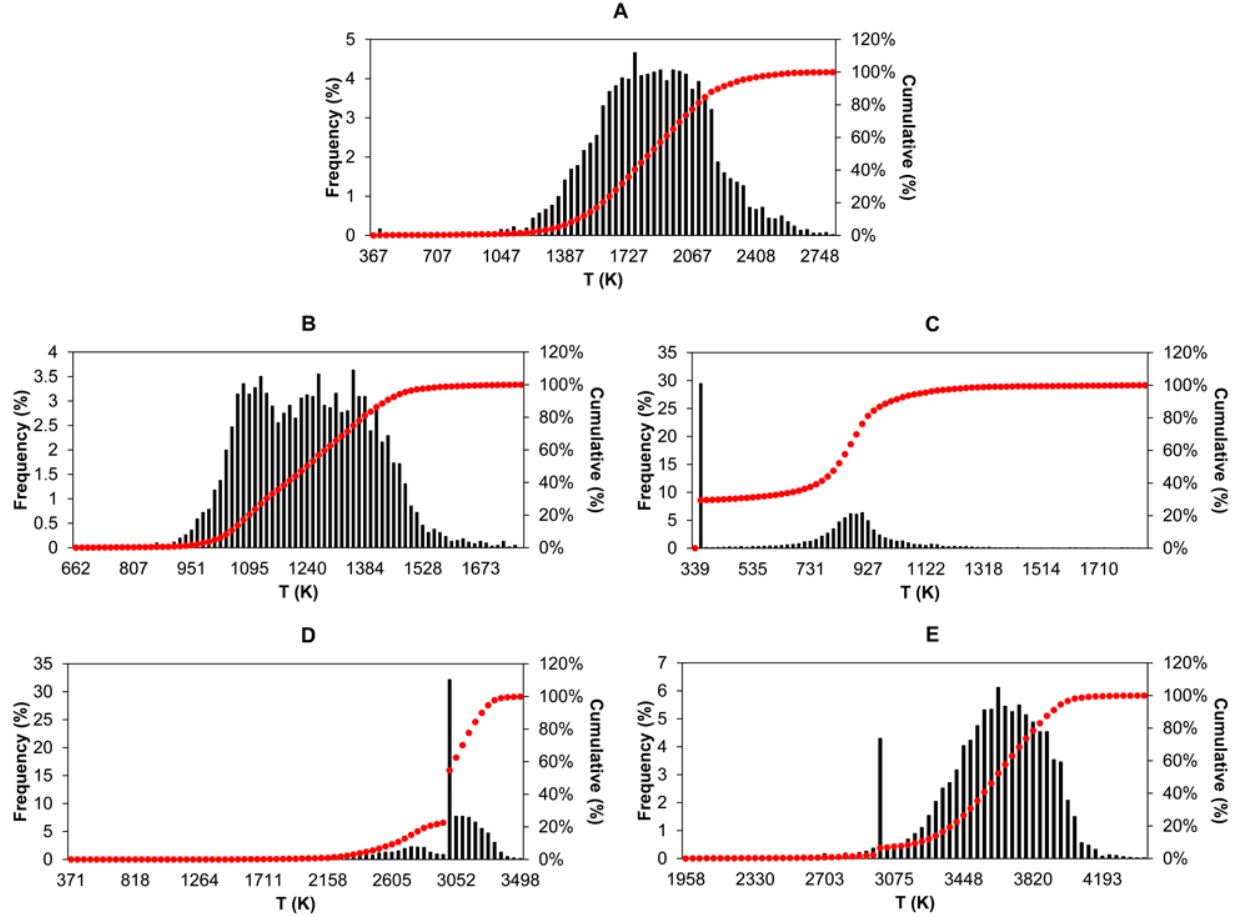 A
Frequency (%)
5
4
3
2
1
0
120%
100%
80%
60%
40%
20%
0%
Cumulative (%)
367 707 1047 1387 1727 2067 2408 2748
T (K)
B
Frequency (%)
4
3.5
3
2.5
2
1.5
1
0.5
0
120%
100%
80%
60%
40%
20%
0%
Cumulative (%)
662 807 951 1095 1240 1384 1528 1673
T (K)
C
Frequency (%)
35
30
25
20
15
10
5
0
120%
100%
80%
60%
40%
20%
0%
Cumulative (%)
339 535 731 927 1122 1318 1514 1710
T (K)
D
Frequency (%)
35
30
25
20
15
10
5
0
120%
100%
80%
60%
40%
20%
0%
Cumulative (%)
371 818 1264 1711 2158 2605 3052 3498
T (K)
E
Frequency (%)
7
6
5
4
3
2
1
0
120%
100%
80%
60%
40%
20%
0%
Cumulative (%)
1958 2330 2703 3075 3448 3820 4193
T (K)